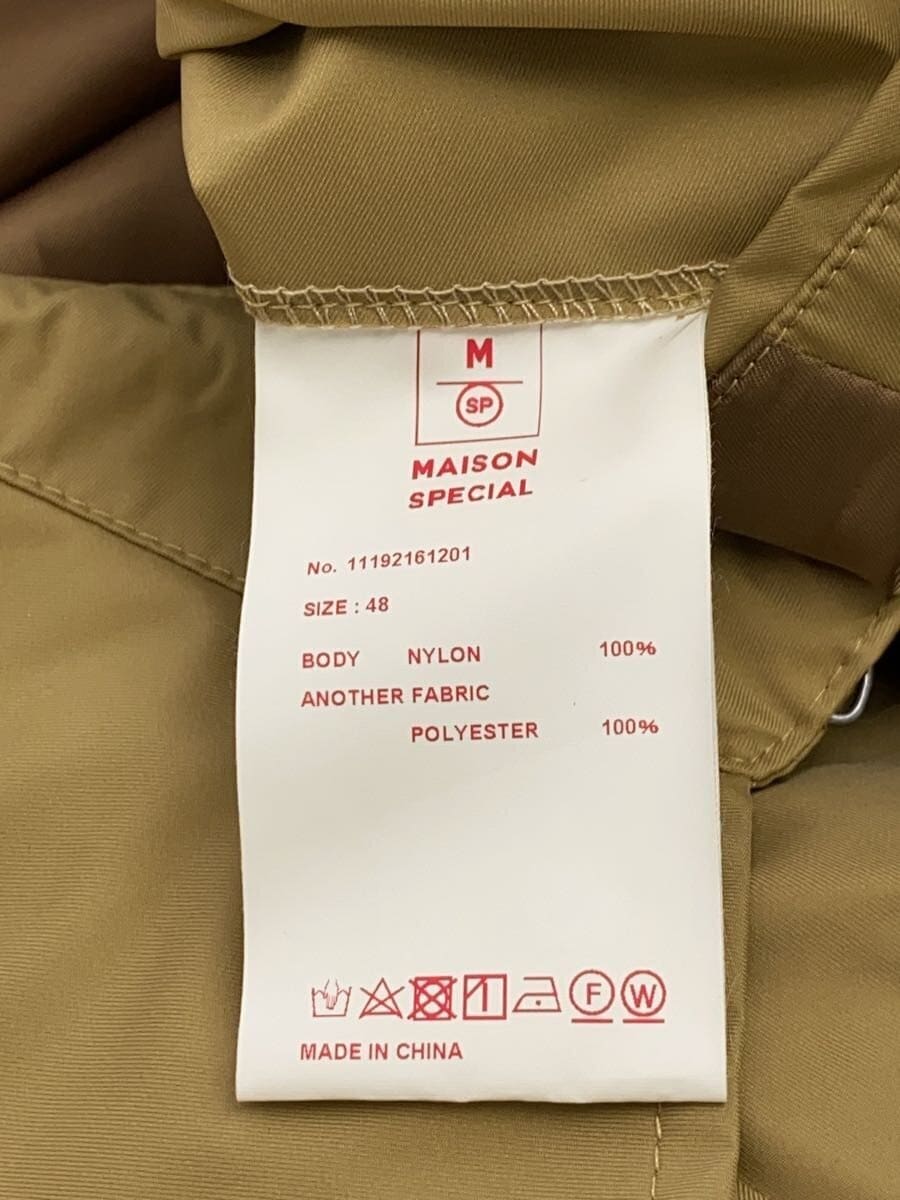 M
SP
MAISON
SPECIAL
No. 11192161201
SIZE : 48
BODY NYLON 100%
ANOTHER FABRIC
POLYESTER 100%
F W
MADE IN CHINA